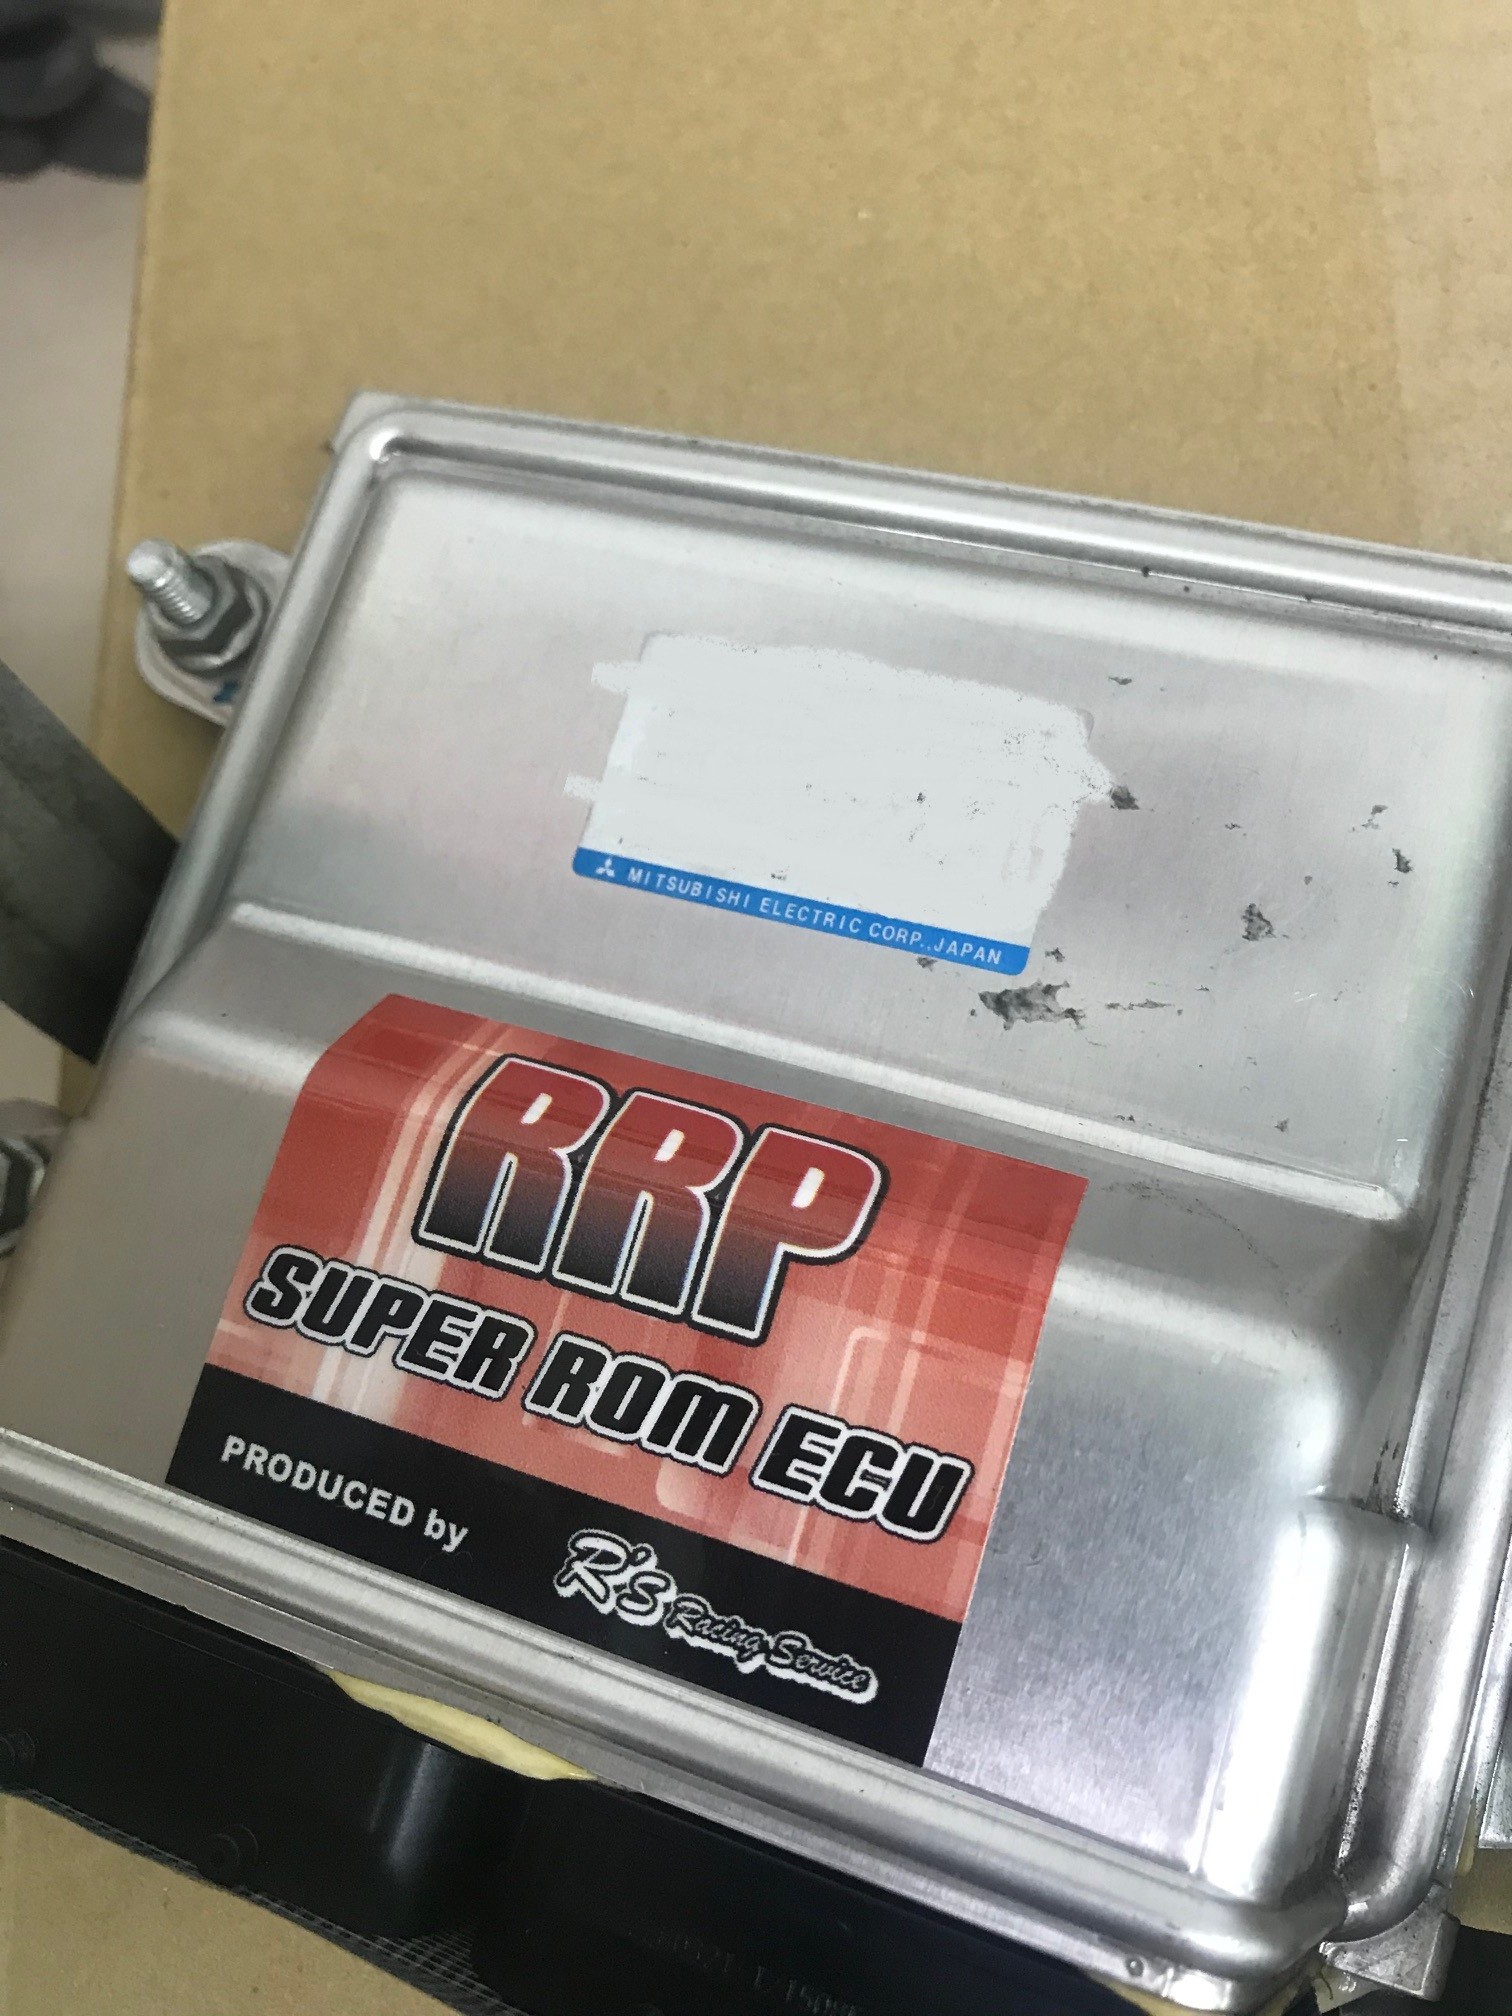 MITSUBISHI ELECTRIC CORP.,JAPAN
RRP
SUPER ROM ECU
PRODUCED by
R's Racing Service